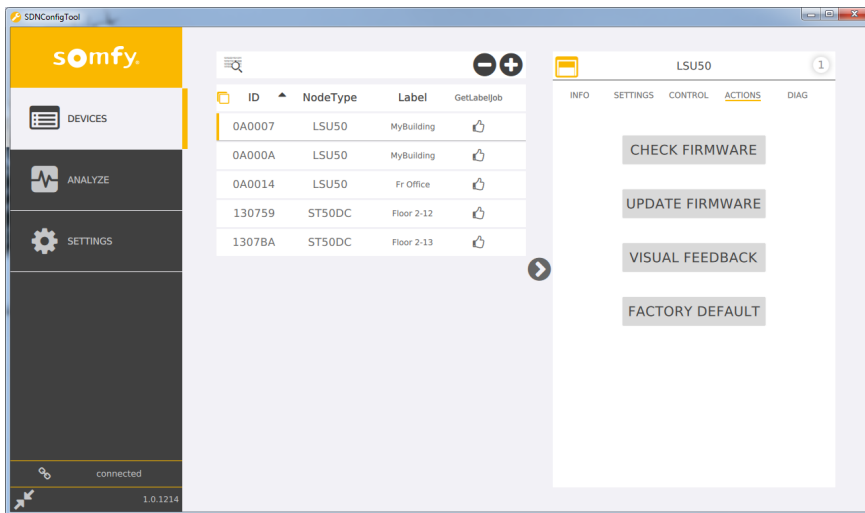 SDNConfigTool
somfy.
DEVICES
ANALYZE
SETTINGS
connected
1.0.1214
ID NodeType Label GetLabelJob
0A0007 LSU50 MyBuilding
0A000A LSU50 MyBuilding
0A0014 LSU50 Fr Office
130759 ST50DC Floor 2-12
1307BA ST50DC Floor 2-13
LSU50 1
INFO SETTINGS CONTROL ACTIONS DIAG
CHECK FIRMWARE
UPDATE FIRMWARE
VISUAL FEEDBACK
FACTORY DEFAULT